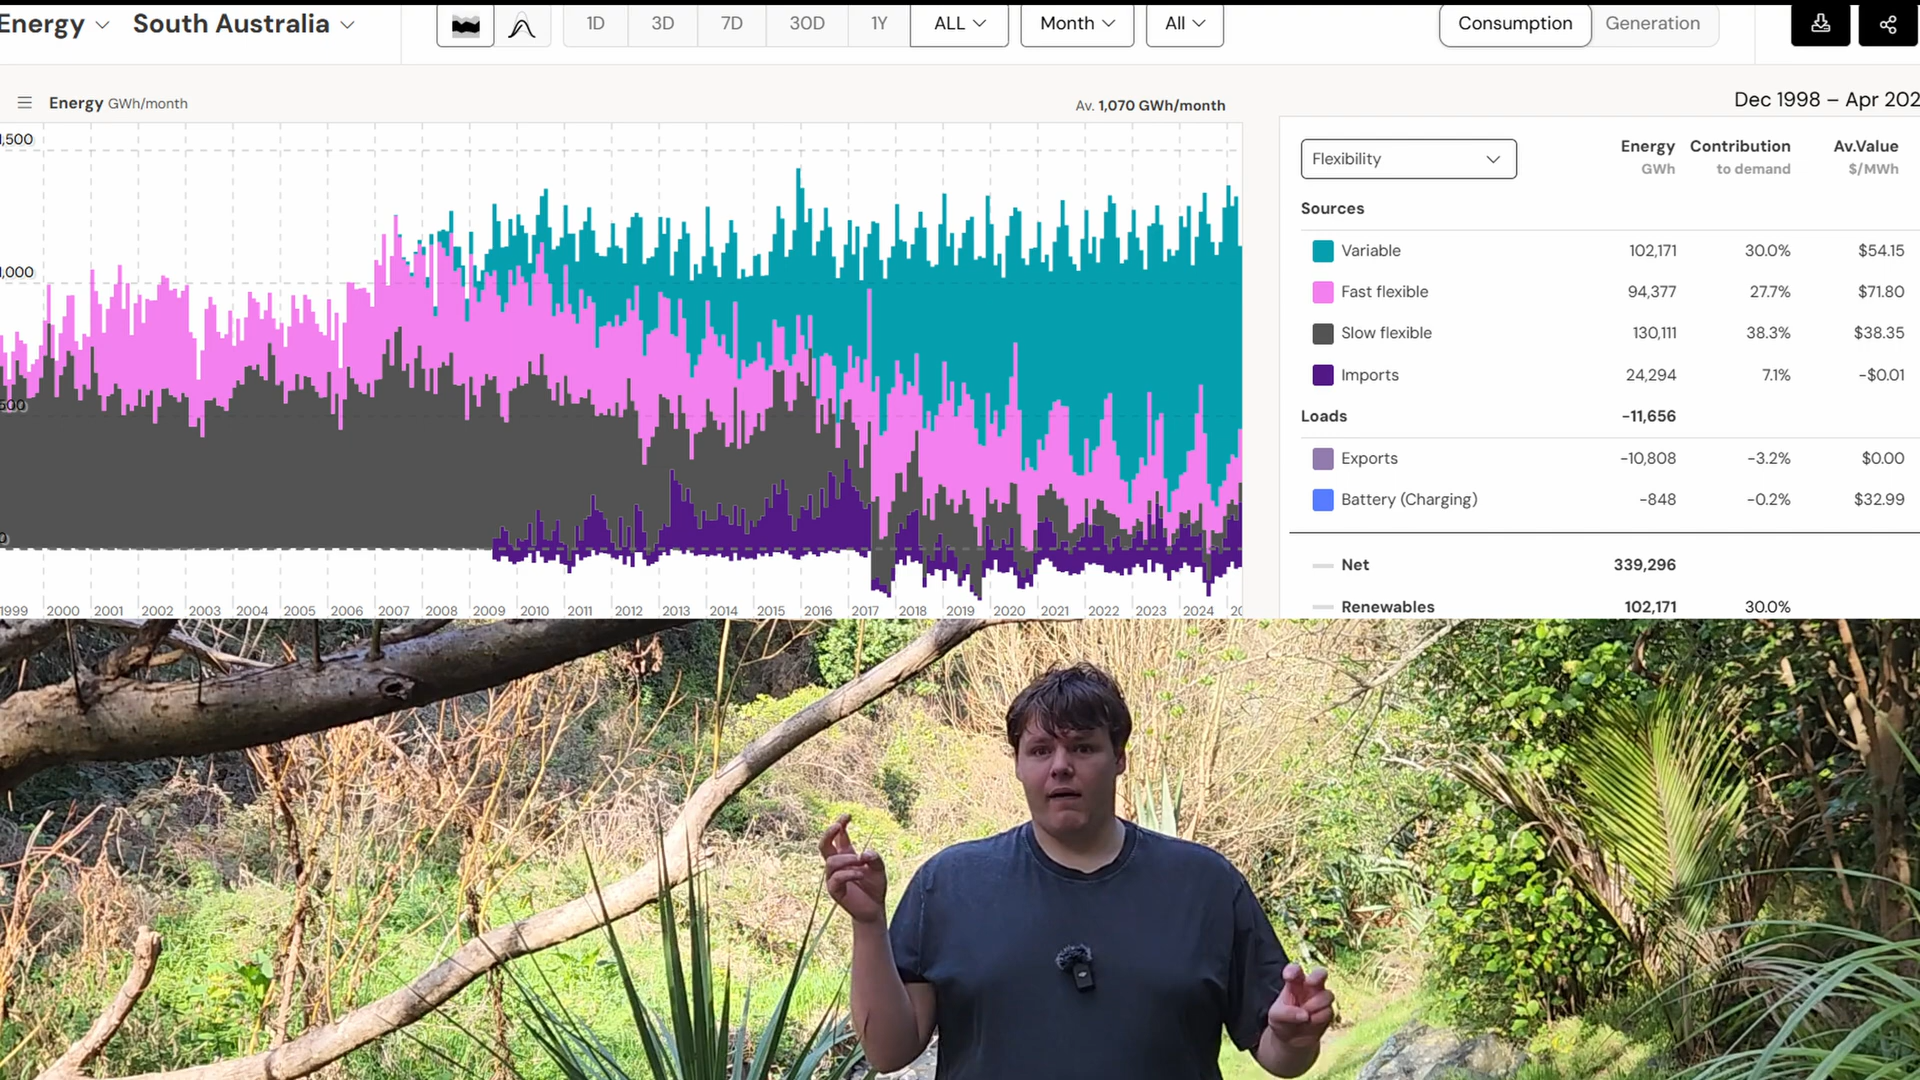 Energy South Australia 1D 3D 7D 30D 1Y ALL Month All Consumption Generation
Energy GWh/month
Av. 1,070 GWh/month
1,500
1,000
500
0
1999 2000 2001 2002 2003 2004 2005 2006 2007 2008 2009 2010 2011 2012 2013 2014 2015 2016 2017 2018 2019 2020 2021 2022 2023 2024 20
Dec 1998 – Apr 202
Flexibility
Energy Contribution Av.Value
GWh to demand $/MWh
Sources
Variable 102,171 30.0% $54.15
Fast flexible 94,377 27.7% $71.80
Slow flexible 130,111 38.3% $38.35
Imports 24,294 7.1% -$0.01
Loads -11,656
Exports -10,808 -3.2% $0.00
Battery (Charging) -848 -0.2% $32.99
Net 339,296
Renewables 102,171 30.0%